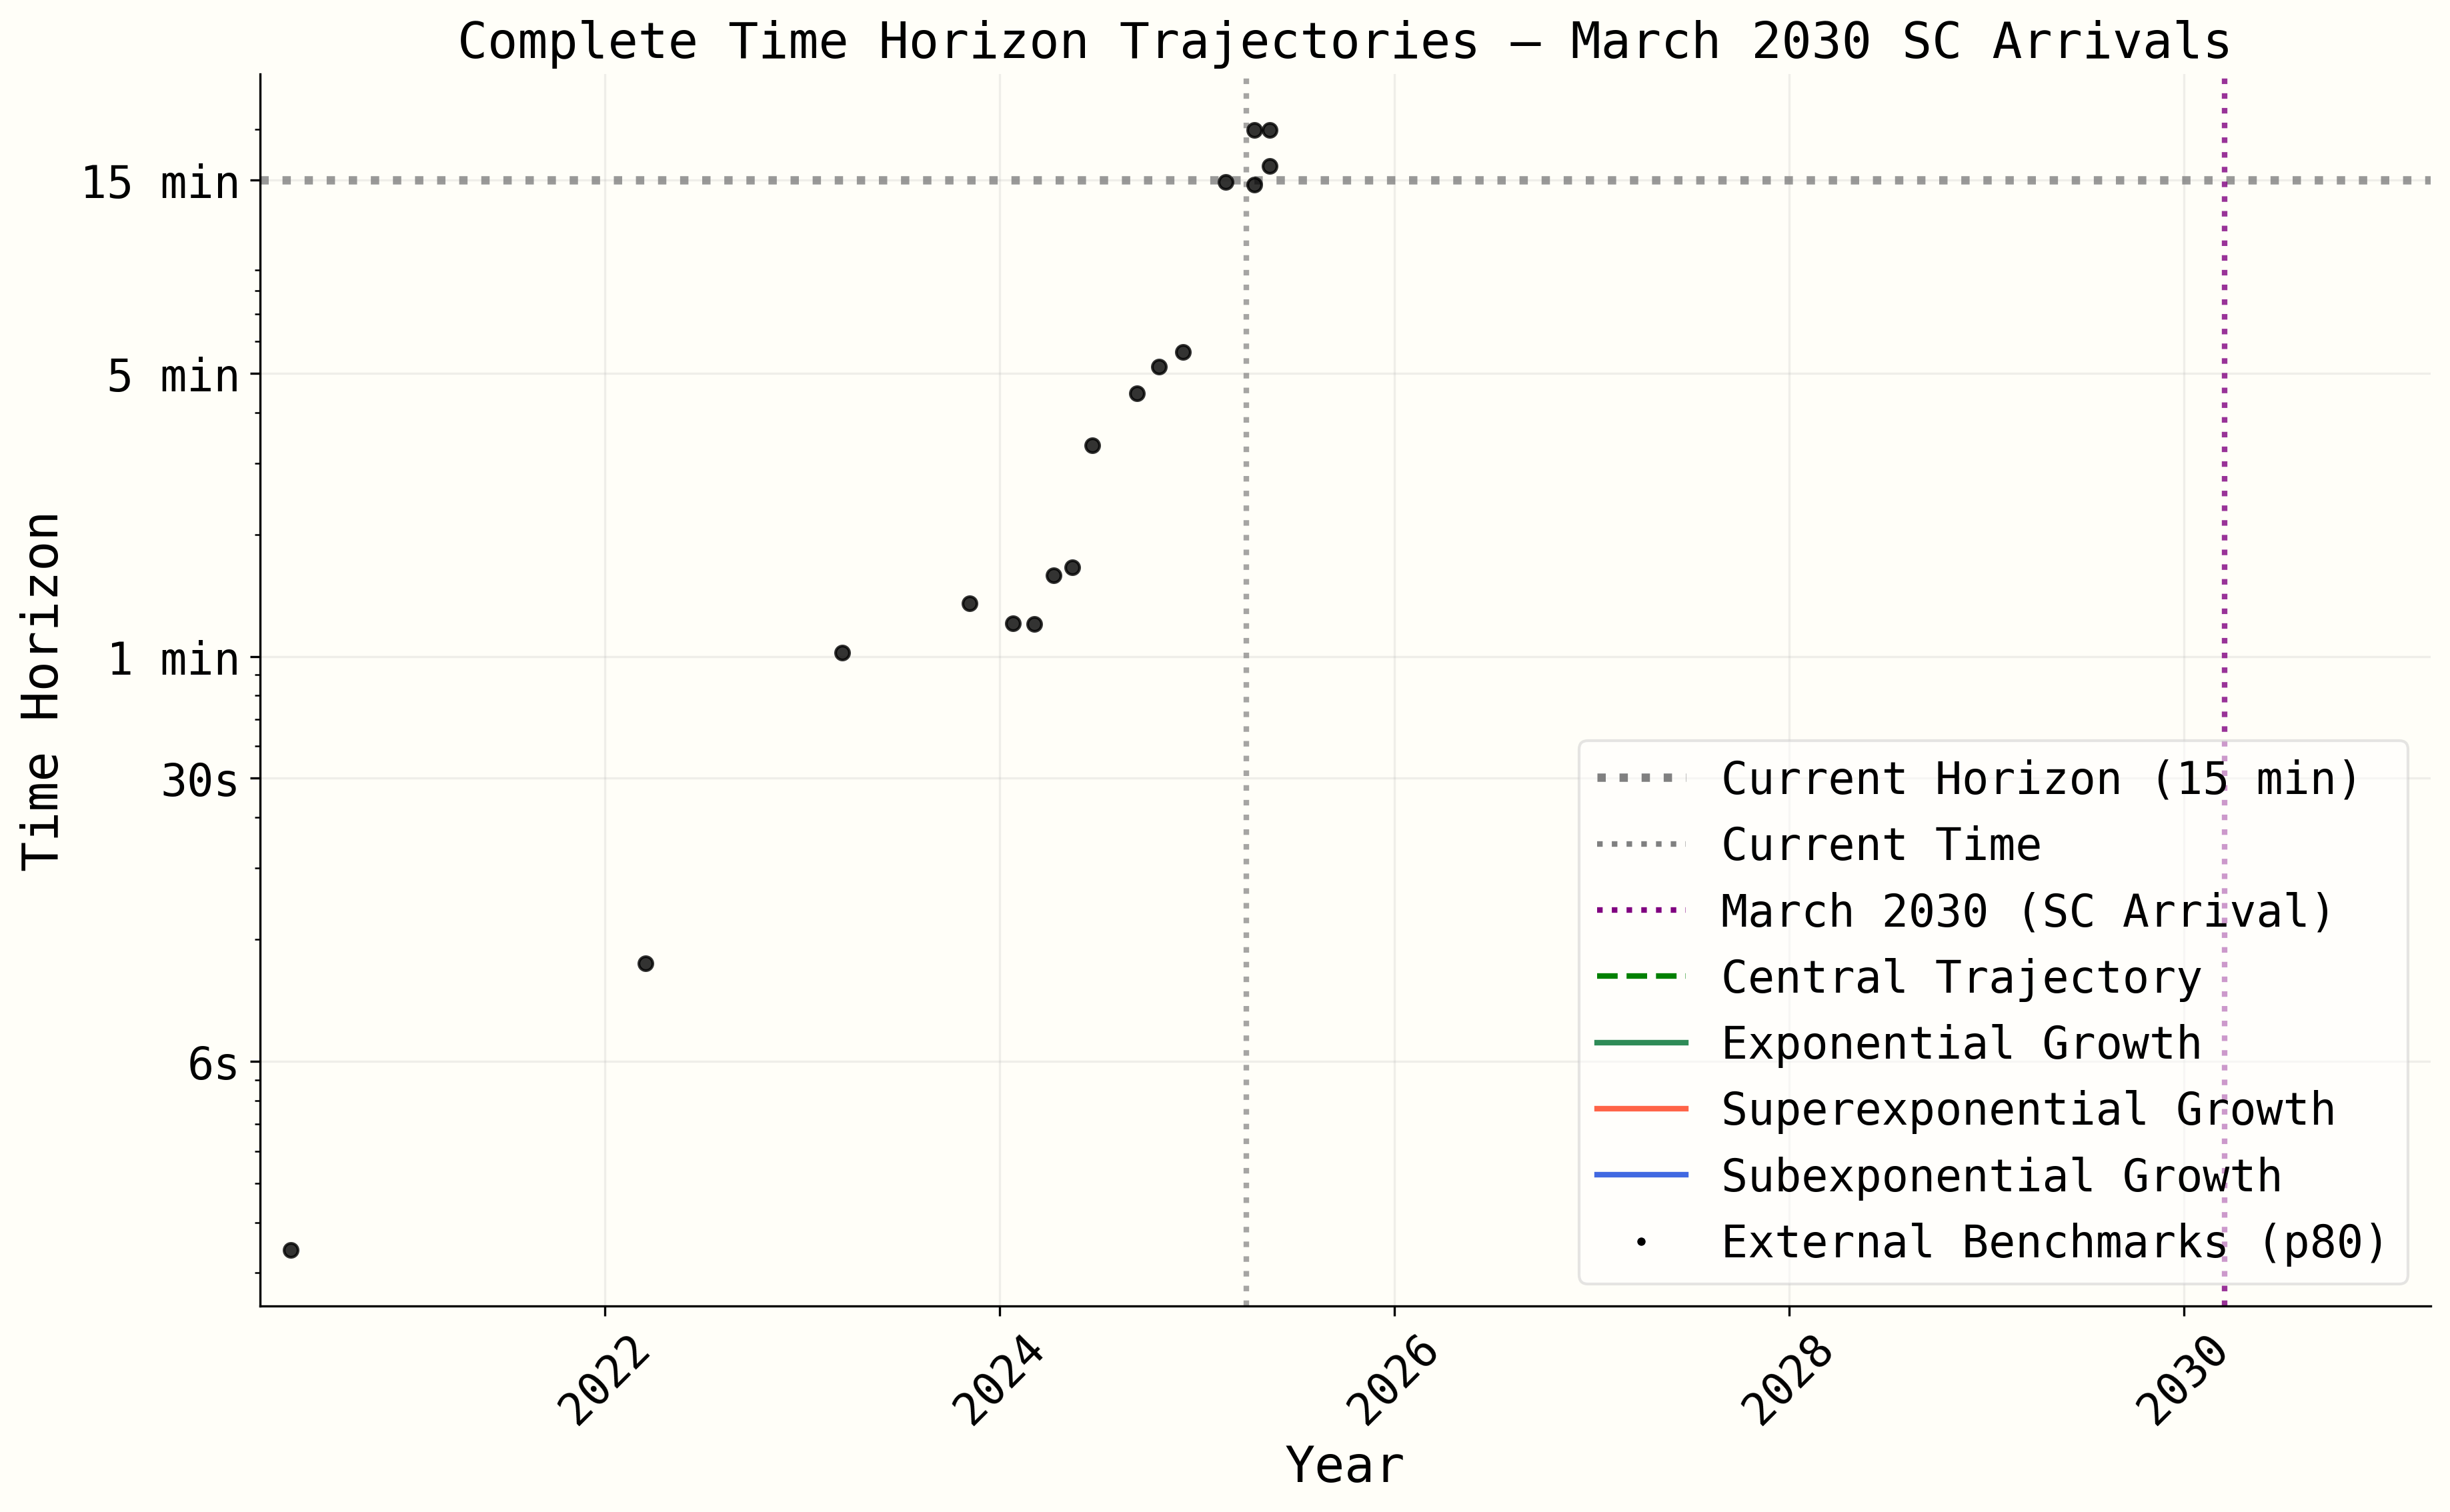 Complete Time Horizon Trajectories – March 2030 SC Arrivals
Time Horizon
15 min
5 min
1 min
30s
6s
Current Horizon (15 min)
Current Time
March 2030 (SC Arrival)
Central Trajectory
Exponential Growth
Superexponential Growth
Subexponential Growth
External Benchmarks (p80)
2022
2024
2026
2028
2030
Year